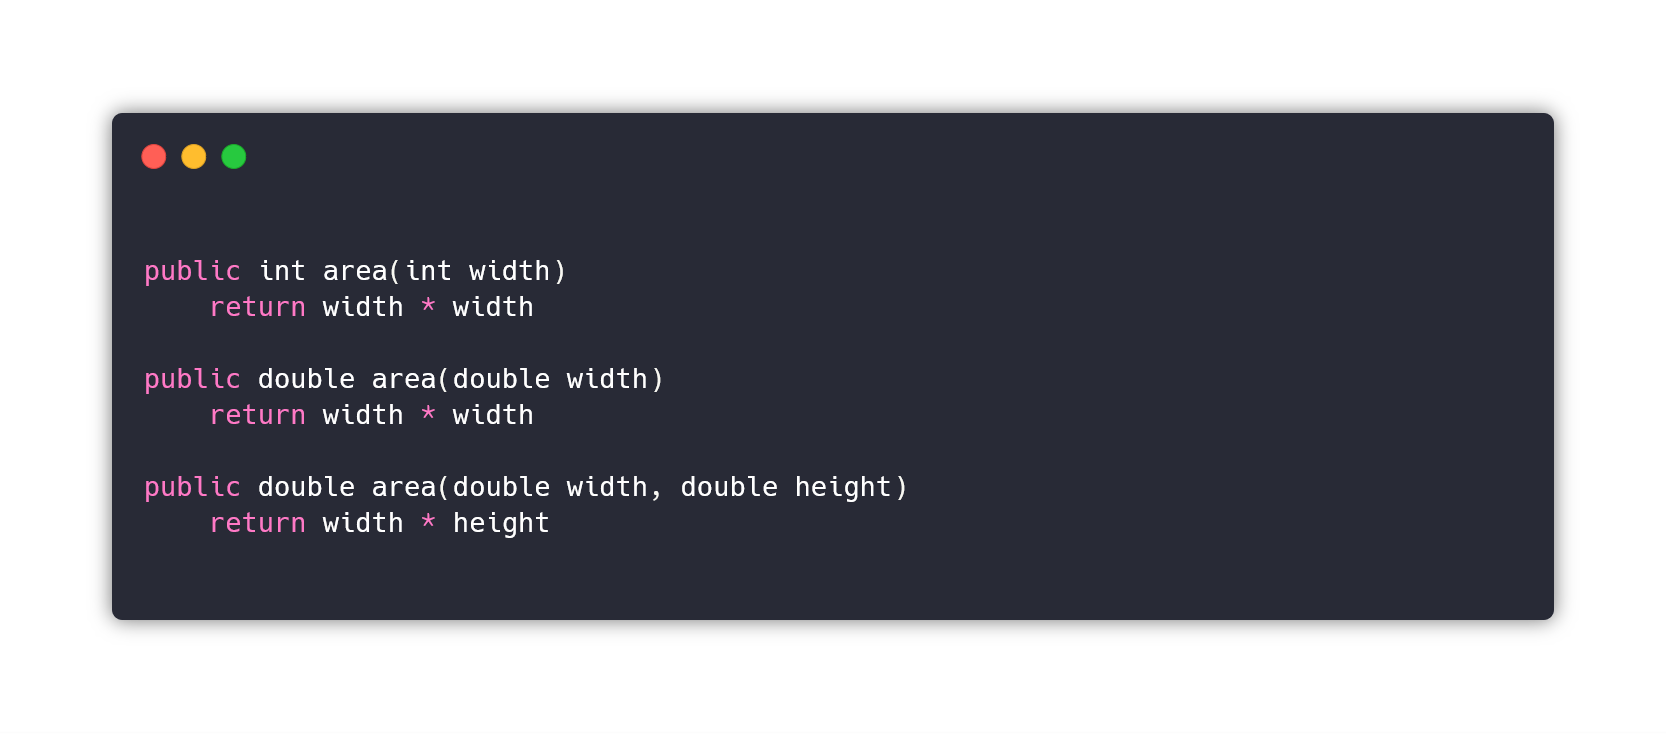 public int area(int width)
    return width * width
public double area(double width)
    return width * width
public double area(double width, double height)
    return width * height